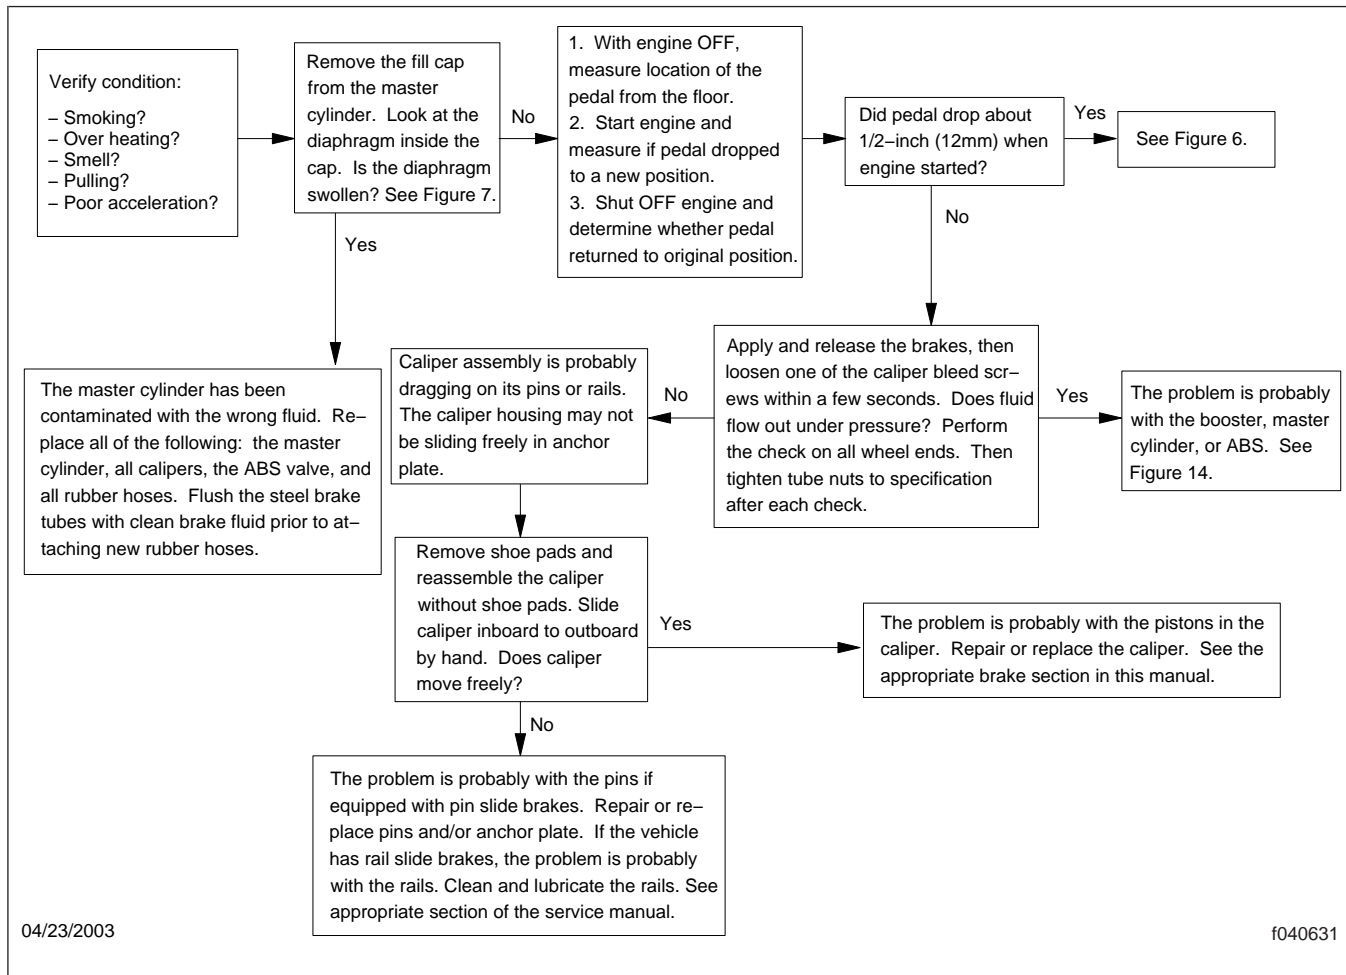 Verify condition:
– Smoking?
– Over heating?
– Smell?
– Pulling?
– Poor acceleration?
Remove the fill cap
from the master
cylinder.  Look at the
diaphragm inside the
cap.  Is the diaphragm
swollen? See Figure 7.
No
Yes
1.  With engine OFF,
measure location of the
pedal from the floor.
2.  Start engine and
measure if pedal dropped
to a new position.
3.  Shut OFF engine and
determine whether pedal
returned to original position.
Did pedal drop about
1/2–inch (12mm) when
engine started?
Yes
See Figure 6.
No
The master cylinder has been
contaminated with the wrong fluid.  Re–
place all of the following:  the master
cylinder, all calipers, the ABS valve, and
all rubber hoses.  Flush the steel brake
tubes with clean brake fluid prior to at–
taching new rubber hoses.
Caliper assembly is probably
dragging on its pins or rails.
The caliper housing may not
be sliding freely in anchor
plate.
No
Apply and release the brakes, then
loosen one of the caliper bleed scr–
ews within a few seconds.  Does fluid
flow out under pressure?  Perform
the check on all wheel ends.  Then
tighten tube nuts to specification
after each check.
Yes
The problem is probably
with the booster, master
cylinder, or ABS.  See
Figure 14.
Remove shoe pads and
reassemble the caliper
without shoe pads. Slide
caliper inboard to outboard
by hand.  Does caliper
move freely?
Yes
The problem is probably with the pistons in the
caliper.  Repair or replace the caliper.  See the
appropriate brake section in this manual.
No
The problem is probably with the pins if
equipped with pin slide brakes.  Repair or re–
place pins and/or anchor plate.  If the vehicle
has rail slide brakes, the problem is probably
with the rails. Clean and lubricate the rails. See
appropriate section of the service manual.
04/23/2003
f040631